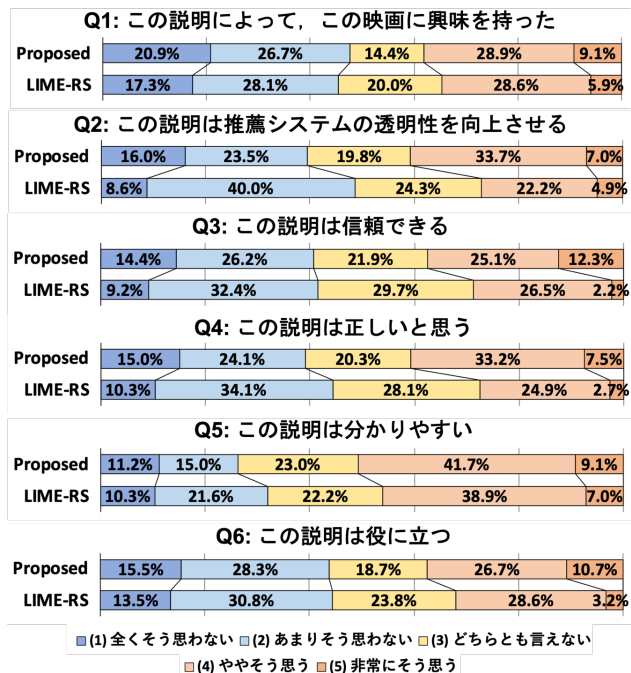 Q1: この説明によって，この映画に興味を持った
Proposed 20.9% 26.7% 14.4% 28.9% 9.1%
LIME-RS 17.3% 28.1% 20.0% 28.6% 5.9%
Q2: この説明は推薦システムの透明性を向上させる
Proposed 16.0% 23.5% 19.8% 33.7% 7.0%
LIME-RS 8.6% 40.0% 24.3% 22.2% 4.9%
Q3: この説明は信頼できる
Proposed 14.4% 26.2% 21.9% 25.1% 12.3%
LIME-RS 9.2% 32.4% 29.7% 26.5% 2.2%
Q4: この説明は正しいと思う
Proposed 15.0% 24.1% 20.3% 33.2% 7.5%
LIME-RS 10.3% 34.1% 28.1% 24.9% 2.7%
Q5: この説明は分かりやすい
Proposed 11.2% 15.0% 23.0% 41.7% 9.1%
LIME-RS 10.3% 21.6% 22.2% 38.9% 7.0%
Q6: この説明は役に立つ
Proposed 15.5% 28.3% 18.7% 26.7% 10.7%
LIME-RS 13.5% 30.8% 23.8% 28.6% 3.2%
(1) 全くそう思わない (2) あまりそう思わない (3) どちらとも言えない
(4) ややそう思う (5) 非常にそう思う